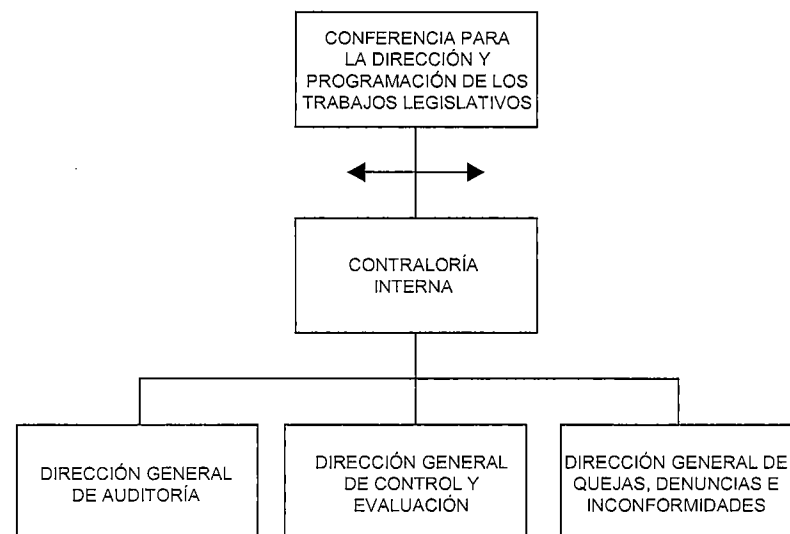 CONFERENCIA PARA
LA DIRECCIÓN Y
PROGRAMACIÓN DE LOS
TRABAJOS LEGISLATIVOS
CONTRALORÍA
INTERNA
DIRECCIÓN GENERAL
DE AUDITORÍA
DIRECCIÓN GENERAL
DE CONTROL Y
EVALUACIÓN
DIRECCIÓN GENERAL DE
QUEJAS, DENUNCIAS E
INCONFORMIDADES